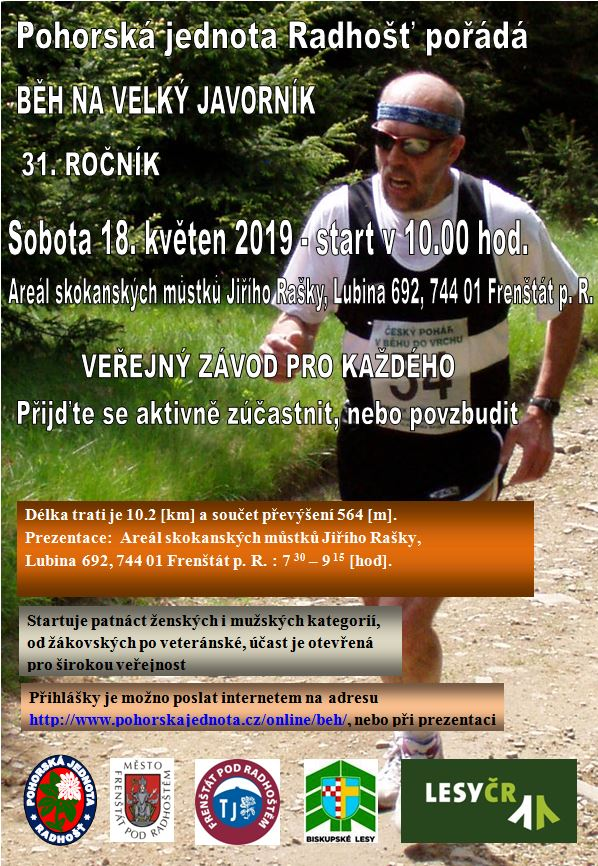 Pohorská jednota Radhošť pořádá
BĚH NA VELKÝ JAVORNÍK
31. ROČNÍK
Sobota 18. květen 2019 - start v 10.00 hod.
Areál skokanských můstků Jiřího Rašky, Lubina 692, 744 01 Frenštát p. R.
ČESKÝ POHÁR
V BĚHU DO VRCHU
54
VEŘEJNÝ ZÁVOD PRO KAŽDÉHO
Přijďte se aktivně zúčastnit, nebo povzbudit
Délka trati je 10.2 [km] a součet převýšení 564 [m].
Prezentace: Areál skokanských můstků Jiřího Rašky,
Lubina 692, 744 01 Frenštát p. R. : 7 30 – 9 15 [hod].
Startuje patnáct ženských i mužských kategorií,
od žákovských po veteránské, účast je otevřená
pro širokou veřejnost
Přihlášky je možno poslat internetem na adresu
http://www.pohorskajednota.cz/online/beh/, nebo při prezentaci
POHORSKÁ JEDNOTA
RADHOŠŤ
MĚSTO
FRENŠTÁT
POD RADHOŠTĚM
FRENŠTÁT POD RADHOŠTĚM
TJ
BISKUPSKÉ LESY
LESY ČR